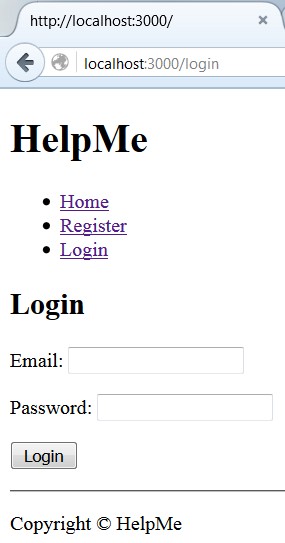 http://localhost:3000/
localhost:3000/login
HelpMe
Home
Register
Login
Login
Email:
Password:
Login
Copyright © HelpMe